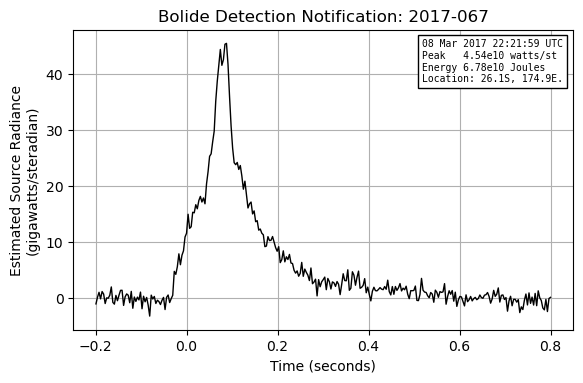 Bolide Detection Notification: 2017-067
08 Mar 2017 22:21:59 UTC
Peak   4.54e10 watts/st
Energy 6.78e10 Joules
Location: 26.1S, 174.9E.
Estimated Source Radiance
(gigawatts/steradian)
40
30
20
10
0
−0.2 0.0 0.2 0.4 0.6 0.8
Time (seconds)